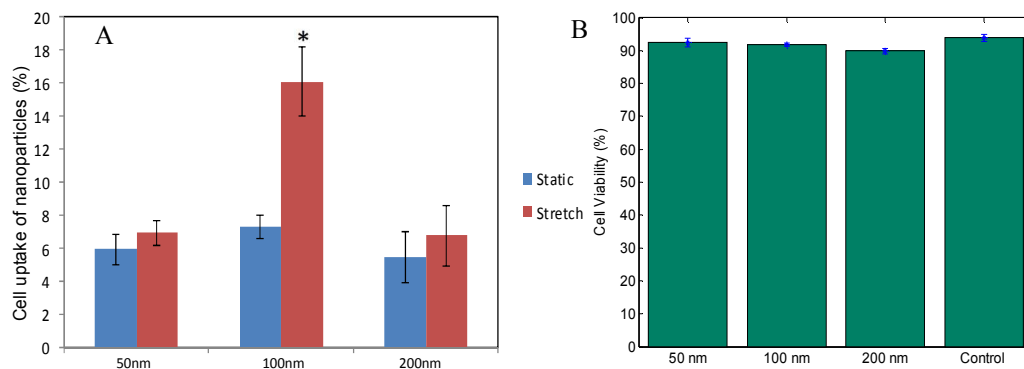 A
Cell uptake of nanoparticles (%)
20
18
16
14
12
10
8
6
4
2
0
*
50nm
100nm
200nm
Static
Stretch
B
Cell Viability (%)
100
90
80
70
60
50
40
30
20
10
0
50 nm
100 nm
200 nm
Control